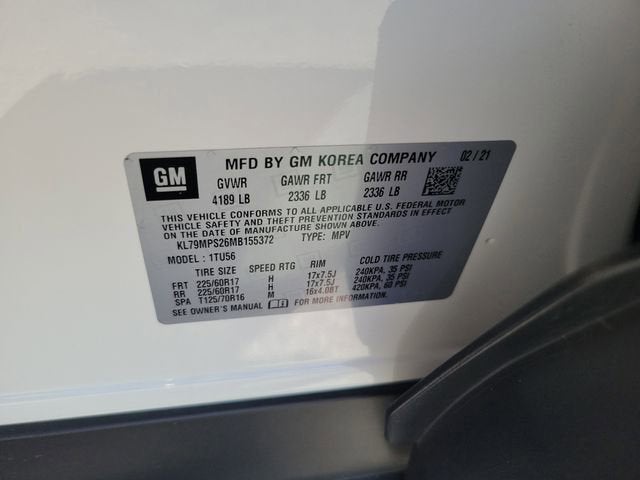 GM MFD BY GM KOREA COMPANY 02/21
GVWR GAWR FRT GAWR RR
4189 LB 2336 LB 2336 LB
THIS VEHICLE CONFORMS TO ALL APPLICABLE U.S. FEDERAL MOTOR
VEHICLE SAFETY AND THEFT PREVENTION STANDARDS IN EFFECT
ON THE DATE OF MANUFACTURE SHOWN ABOVE.
KL79MPS26MB155372 TYPE: MPV
MODEL: 1TU56
TIRE SIZE SPEED RTG RIM COLD TIRE PRESSURE
FRT 225/60R17 H 17x7.5J 240KPA, 35 PSI
RR 225/60R17 H 17x7.5J 240KPA, 35 PSI
SPA T125/70R16 M 16x4.0BT 420KPA, 60 PSI
SEE OWNER'S MANUAL FOR MORE INFORMATION